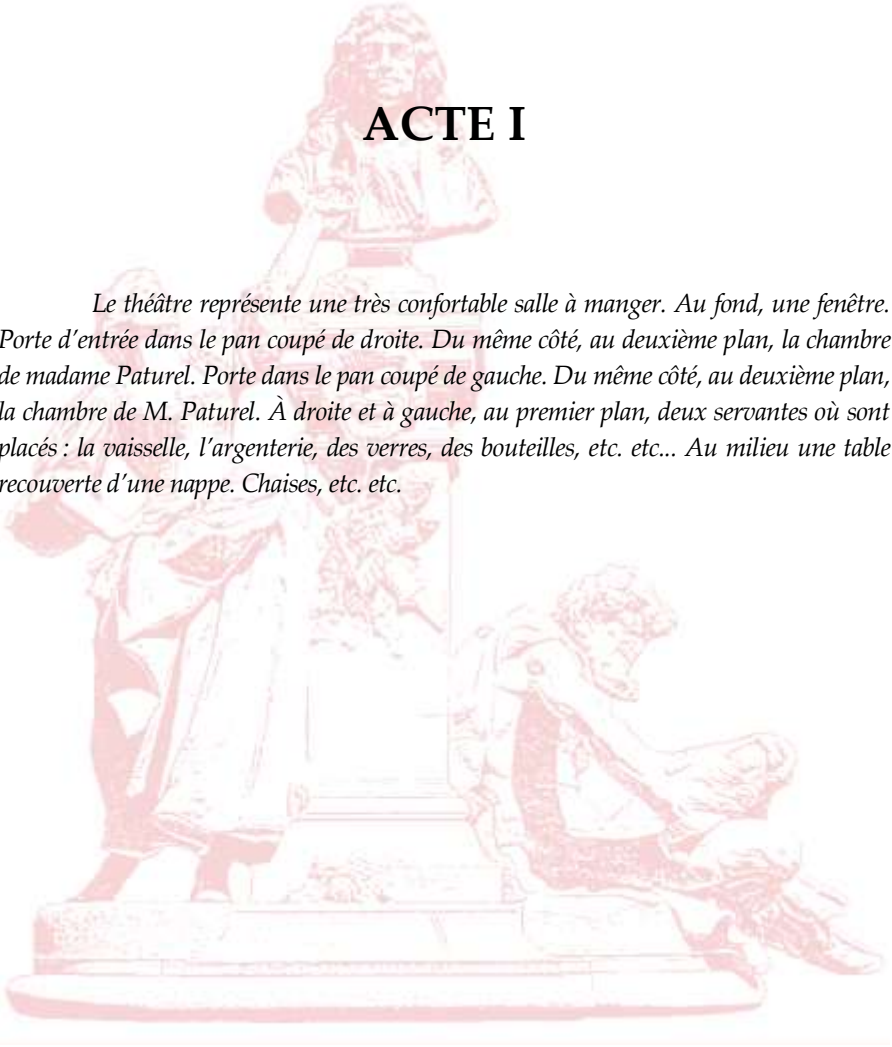 ACTE I
Le théâtre représente une très confortable salle à manger. Au fond, une fenêtre.
Porte d'entrée dans le pan coupé de droite. Du même côté, au deuxième plan, la chambre
de madame Paturel. Porte dans le pan coupé de gauche. Du même côté, au deuxième plan,
la chambre de M. Paturel. À droite et à gauche, au premier plan, deux servantes où sont
placés : la vaisselle, l'argenterie, des verres, des bouteilles, etc. etc... Au milieu une table
recouverte d'une nappe. Chaises, etc. etc.